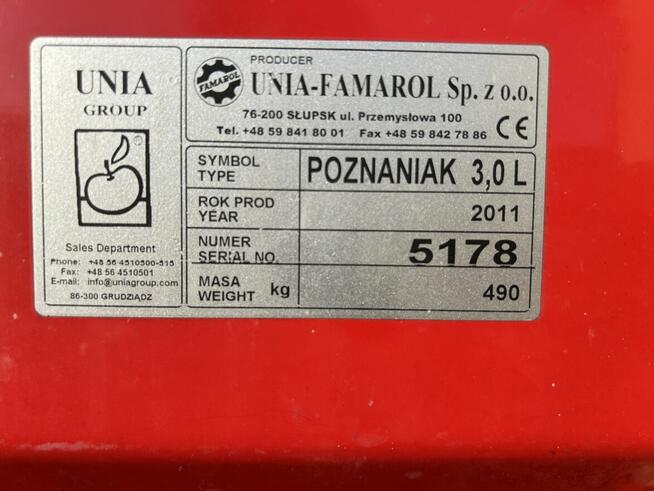 UNIA
GROUP
Sales Department
Phone: +48 56 4510500-515
Fax: +48 56 4510501
E-mail: info@uniagroup.com
86-300 GRUDZIĄDZ
FAMAROL
PRODUCER
UNIA-FAMAROL Sp. z o.o.
76-200 SŁUPSK ul. Przemysłowa 100
Tel. +48 59 841 80 01 Fax +48 59 842 78 86 CE
SYMBOL
TYPE
POZNANIAK 3,0 L
ROK PROD
YEAR
2011
NUMER
SERIAL NO.
5178
MASA
WEIGHT kg
490